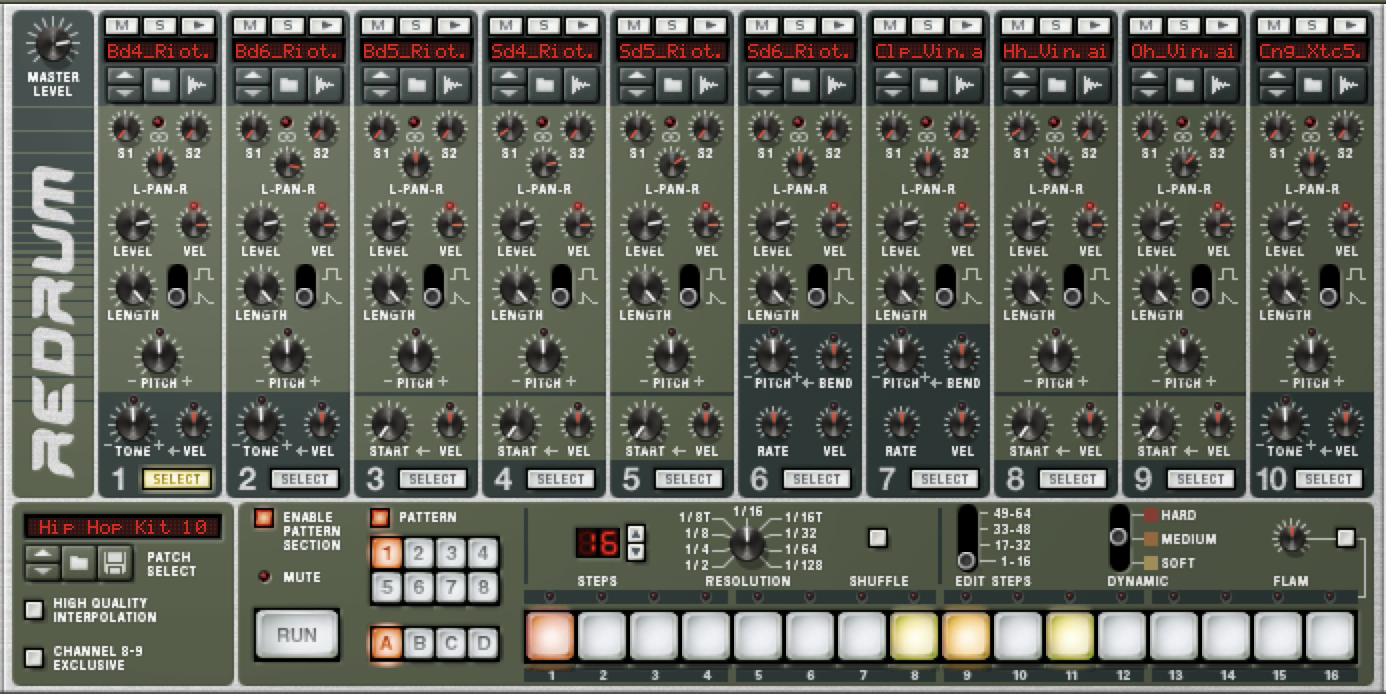 M S M S M S M S M S M S M S M S M S M S
Bd4_Riot. Bd6_Riot. Bd5_Riot. Sd4_Riot. Sd5_Riot. Sd6_Riot. Clp_Vin.a Hh_Vin.ai Oh_Vin.ai Cng_Xtc5.
MASTER
LEVEL
S1 S2 S1 S2 S1 S2 S1 S2 S1 S2 S1 S2 S1 S2 S1 S2 S1 S2 S1 S2
L-PAN-R L-PAN-R L-PAN-R L-PAN-R L-PAN-R L-PAN-R L-PAN-R L-PAN-R L-PAN-R L-PAN-R
LEVEL VEL LEVEL VEL LEVEL VEL LEVEL VEL LEVEL VEL LEVEL VEL LEVEL VEL LEVEL VEL LEVEL VEL LEVEL VEL
LENGTH LENGTH LENGTH LENGTH LENGTH LENGTH LENGTH LENGTH LENGTH LENGTH
REDRUM
- PITCH + - PITCH + - PITCH + - PITCH + - PITCH + - PITCH + ← BEND - PITCH + ← BEND - PITCH + - PITCH + - PITCH +
- TONE + ← VEL - TONE + ← VEL START ← VEL START ← VEL START ← VEL RATE VEL RATE VEL START ← VEL START ← VEL - TONE + ← VEL
1 SELECT 2 SELECT 3 SELECT 4 SELECT 5 SELECT 6 SELECT 7 SELECT 8 SELECT 9 SELECT 10 SELECT
Hip Hop Kit 10
PATCH
SELECT
HIGH QUALITY
INTERPOLATION
CHANNEL 8-9
EXCLUSIVE
ENABLE
PATTERN
SECTION
MUTE
RUN
PATTERN
1 2 3 4
5 6 7 8
A B C D
16
STEPS
1/16
1/8T 1/16T
1/8 1/32
1/4 1/64
1/2 1/128
RESOLUTION
SHUFFLE
49-64
33-48
17-32
1-16
EDIT STEPS
HARD
MEDIUM
SOFT
DYNAMIC
FLAM
1 2 3 4 5 6 7 8 9 10 11 12 13 14 15 16